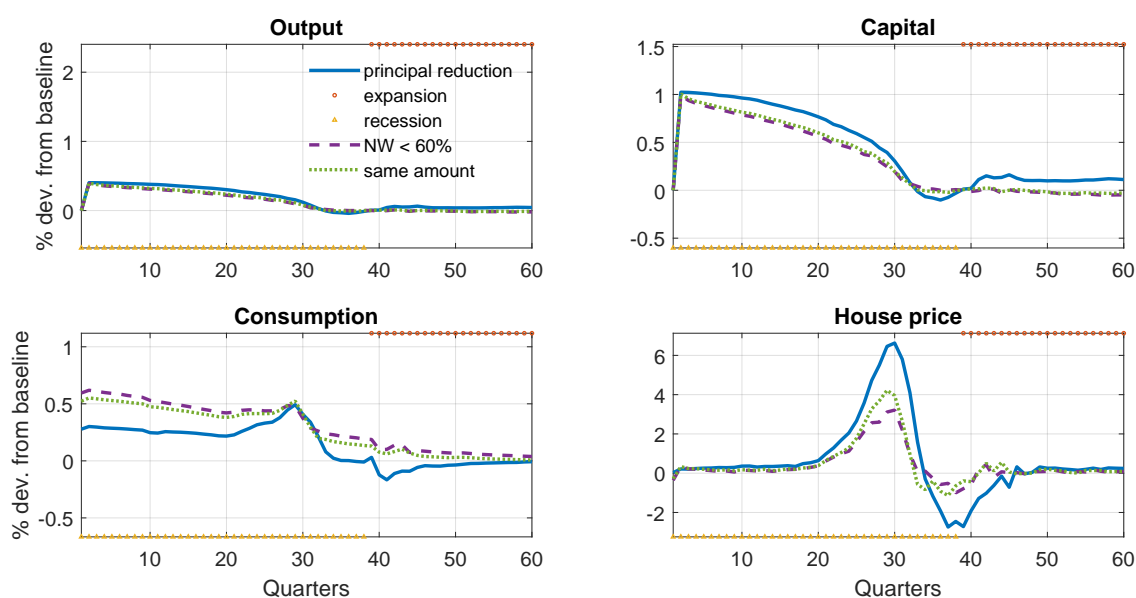 Output
% dev. from baseline
2
1
0
10 20 30 40 50 60
principal reduction
expansion
recession
NW < 60%
same amount
Capital
1.5
1
0.5
0
-0.5
10 20 30 40 50 60
Consumption
% dev. from baseline
1
0.5
0
-0.5
10 20 30 40 50 60
Quarters
House price
6
4
2
0
-2
10 20 30 40 50 60
Quarters